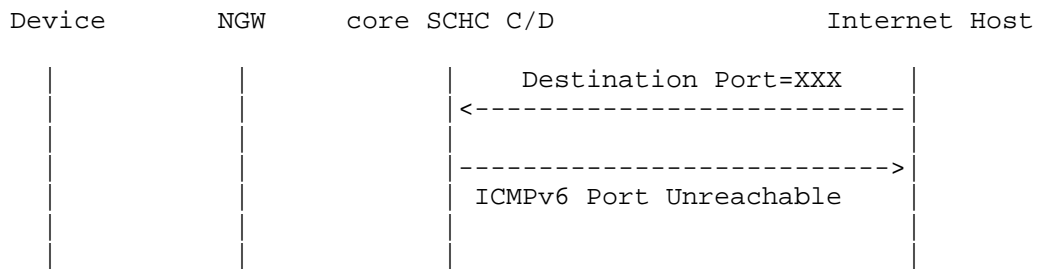 Device NGW core SCHC C/D Internet Host
Destination Port=XXX
ICMPv6 Port Unreachable